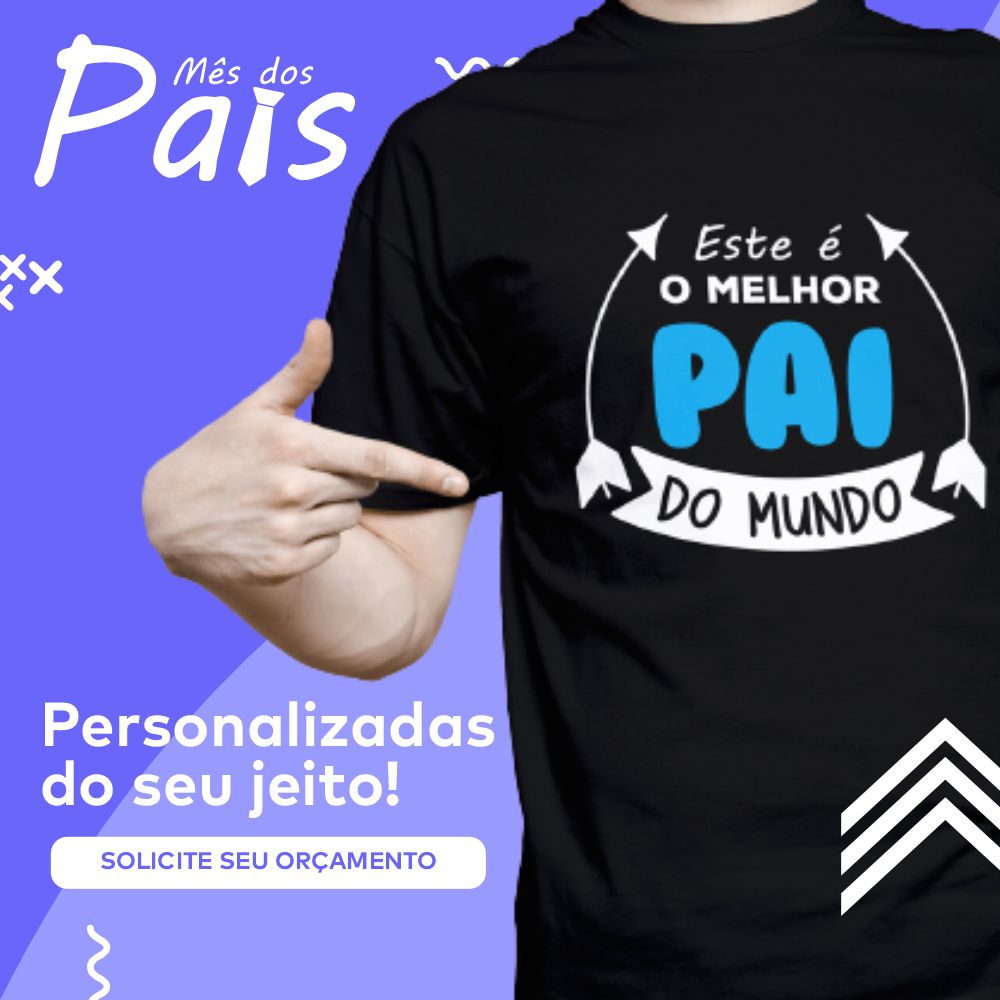 Mês dos
Pais
Este é
O MELHOR
PAI
DO MUNDO
Personalizadas
do seu jeito!
SOLICITE SEU ORÇAMENTO